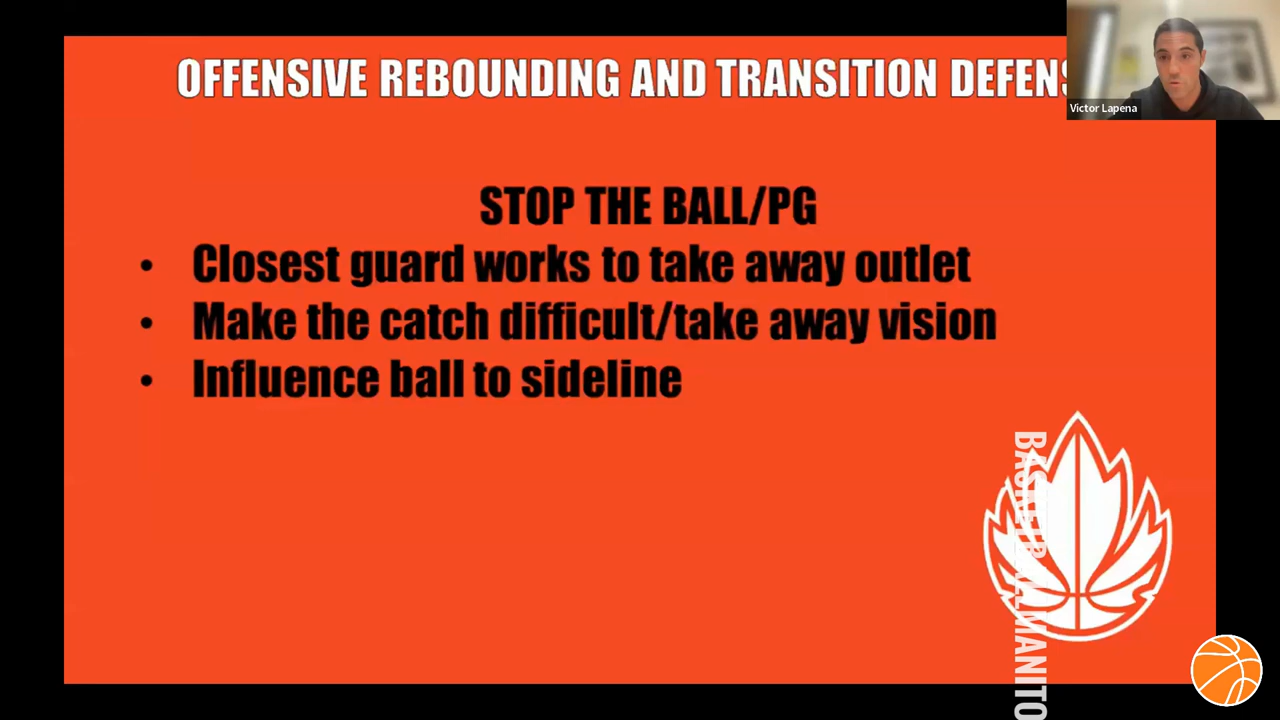 OFFENSIVE REBOUNDING AND TRANSITION DEFENS
Victor Lapena
STOP THE BALL/PG
• Closest guard works to take away outlet
• Make the catch difficult/take away vision
• Influence ball to sideline